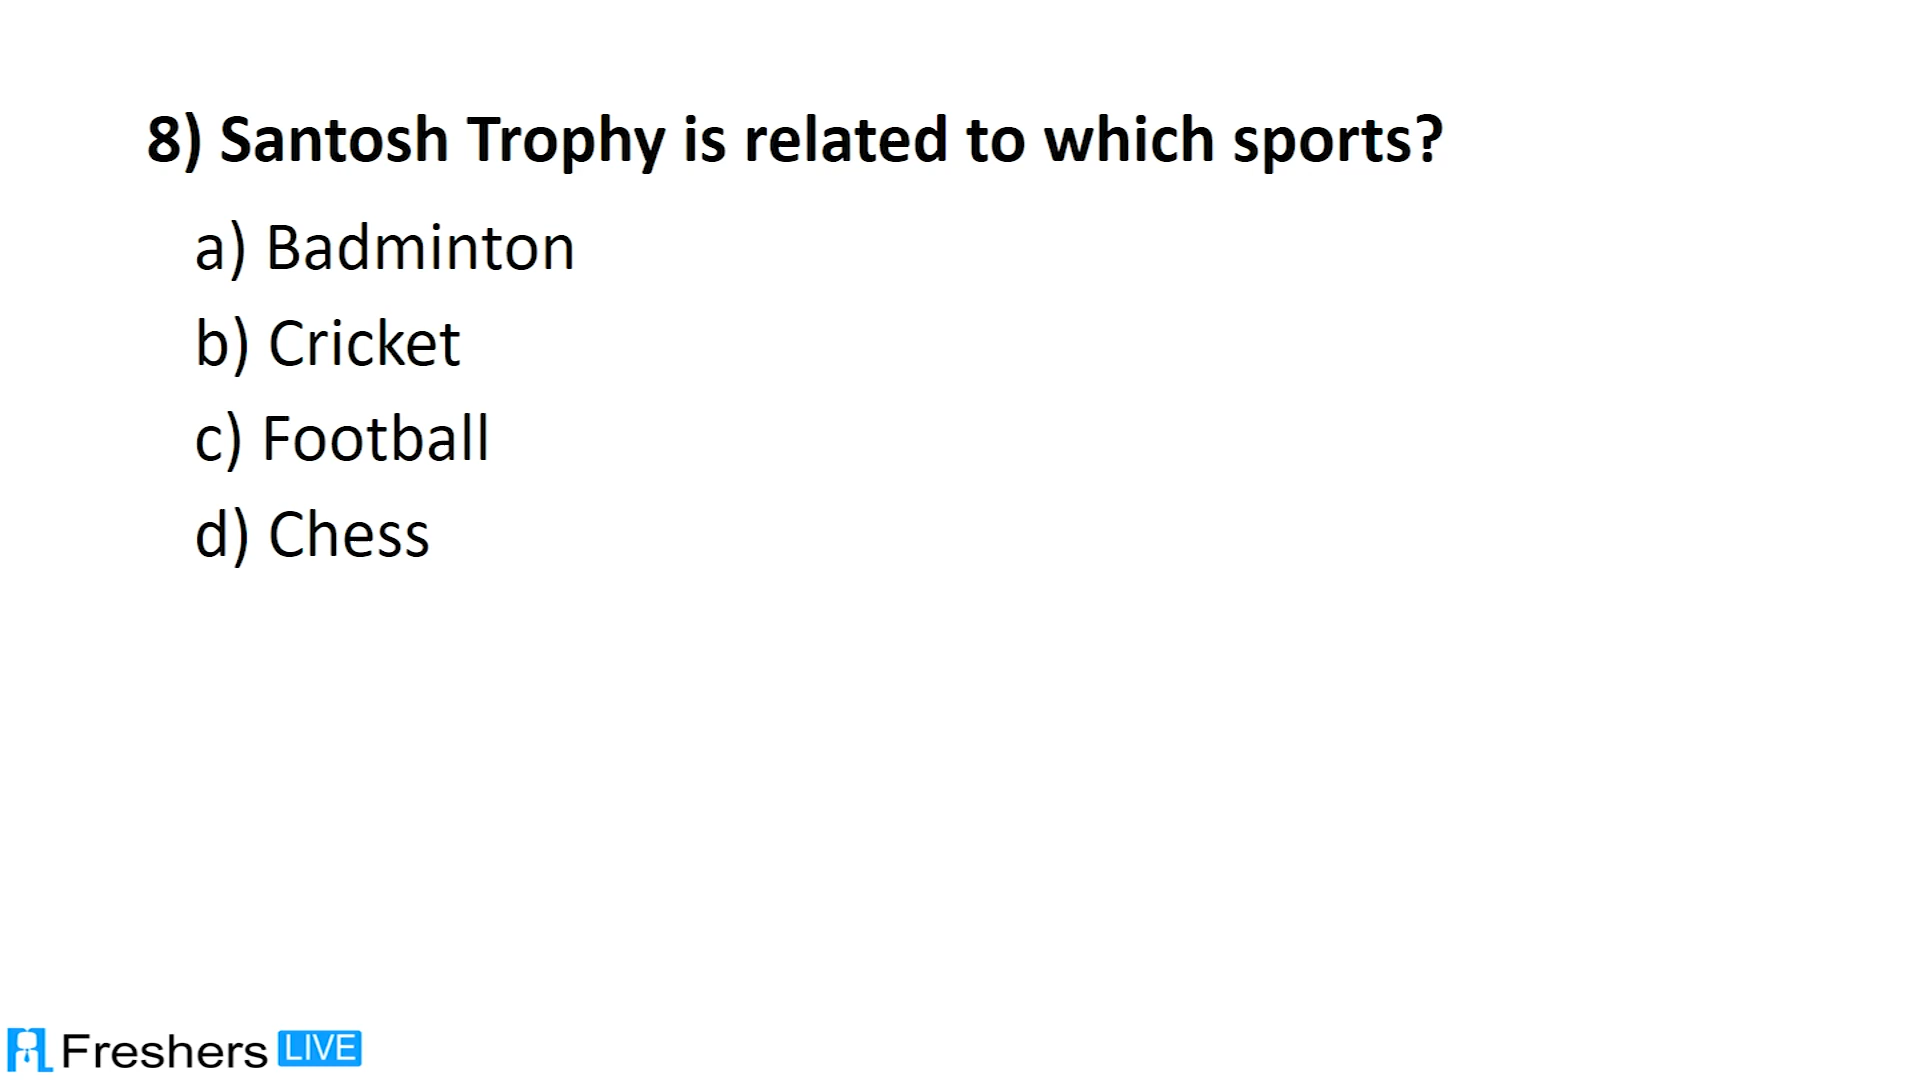 8) Santosh Trophy is related to which sports?
a) Badminton
b) Cricket
c) Football
d) Chess
Freshers LIVE